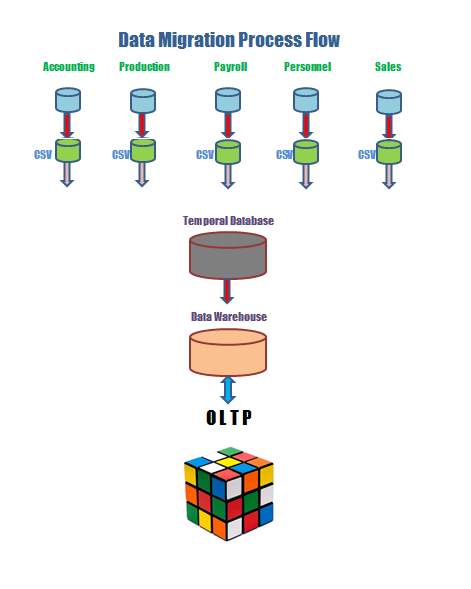 Data Migration Process Flow
Accounting Production Payroll Personnel Sales
CSV CSV CSV CSV CSV
Temporal Database
Data Warehouse
OLTP